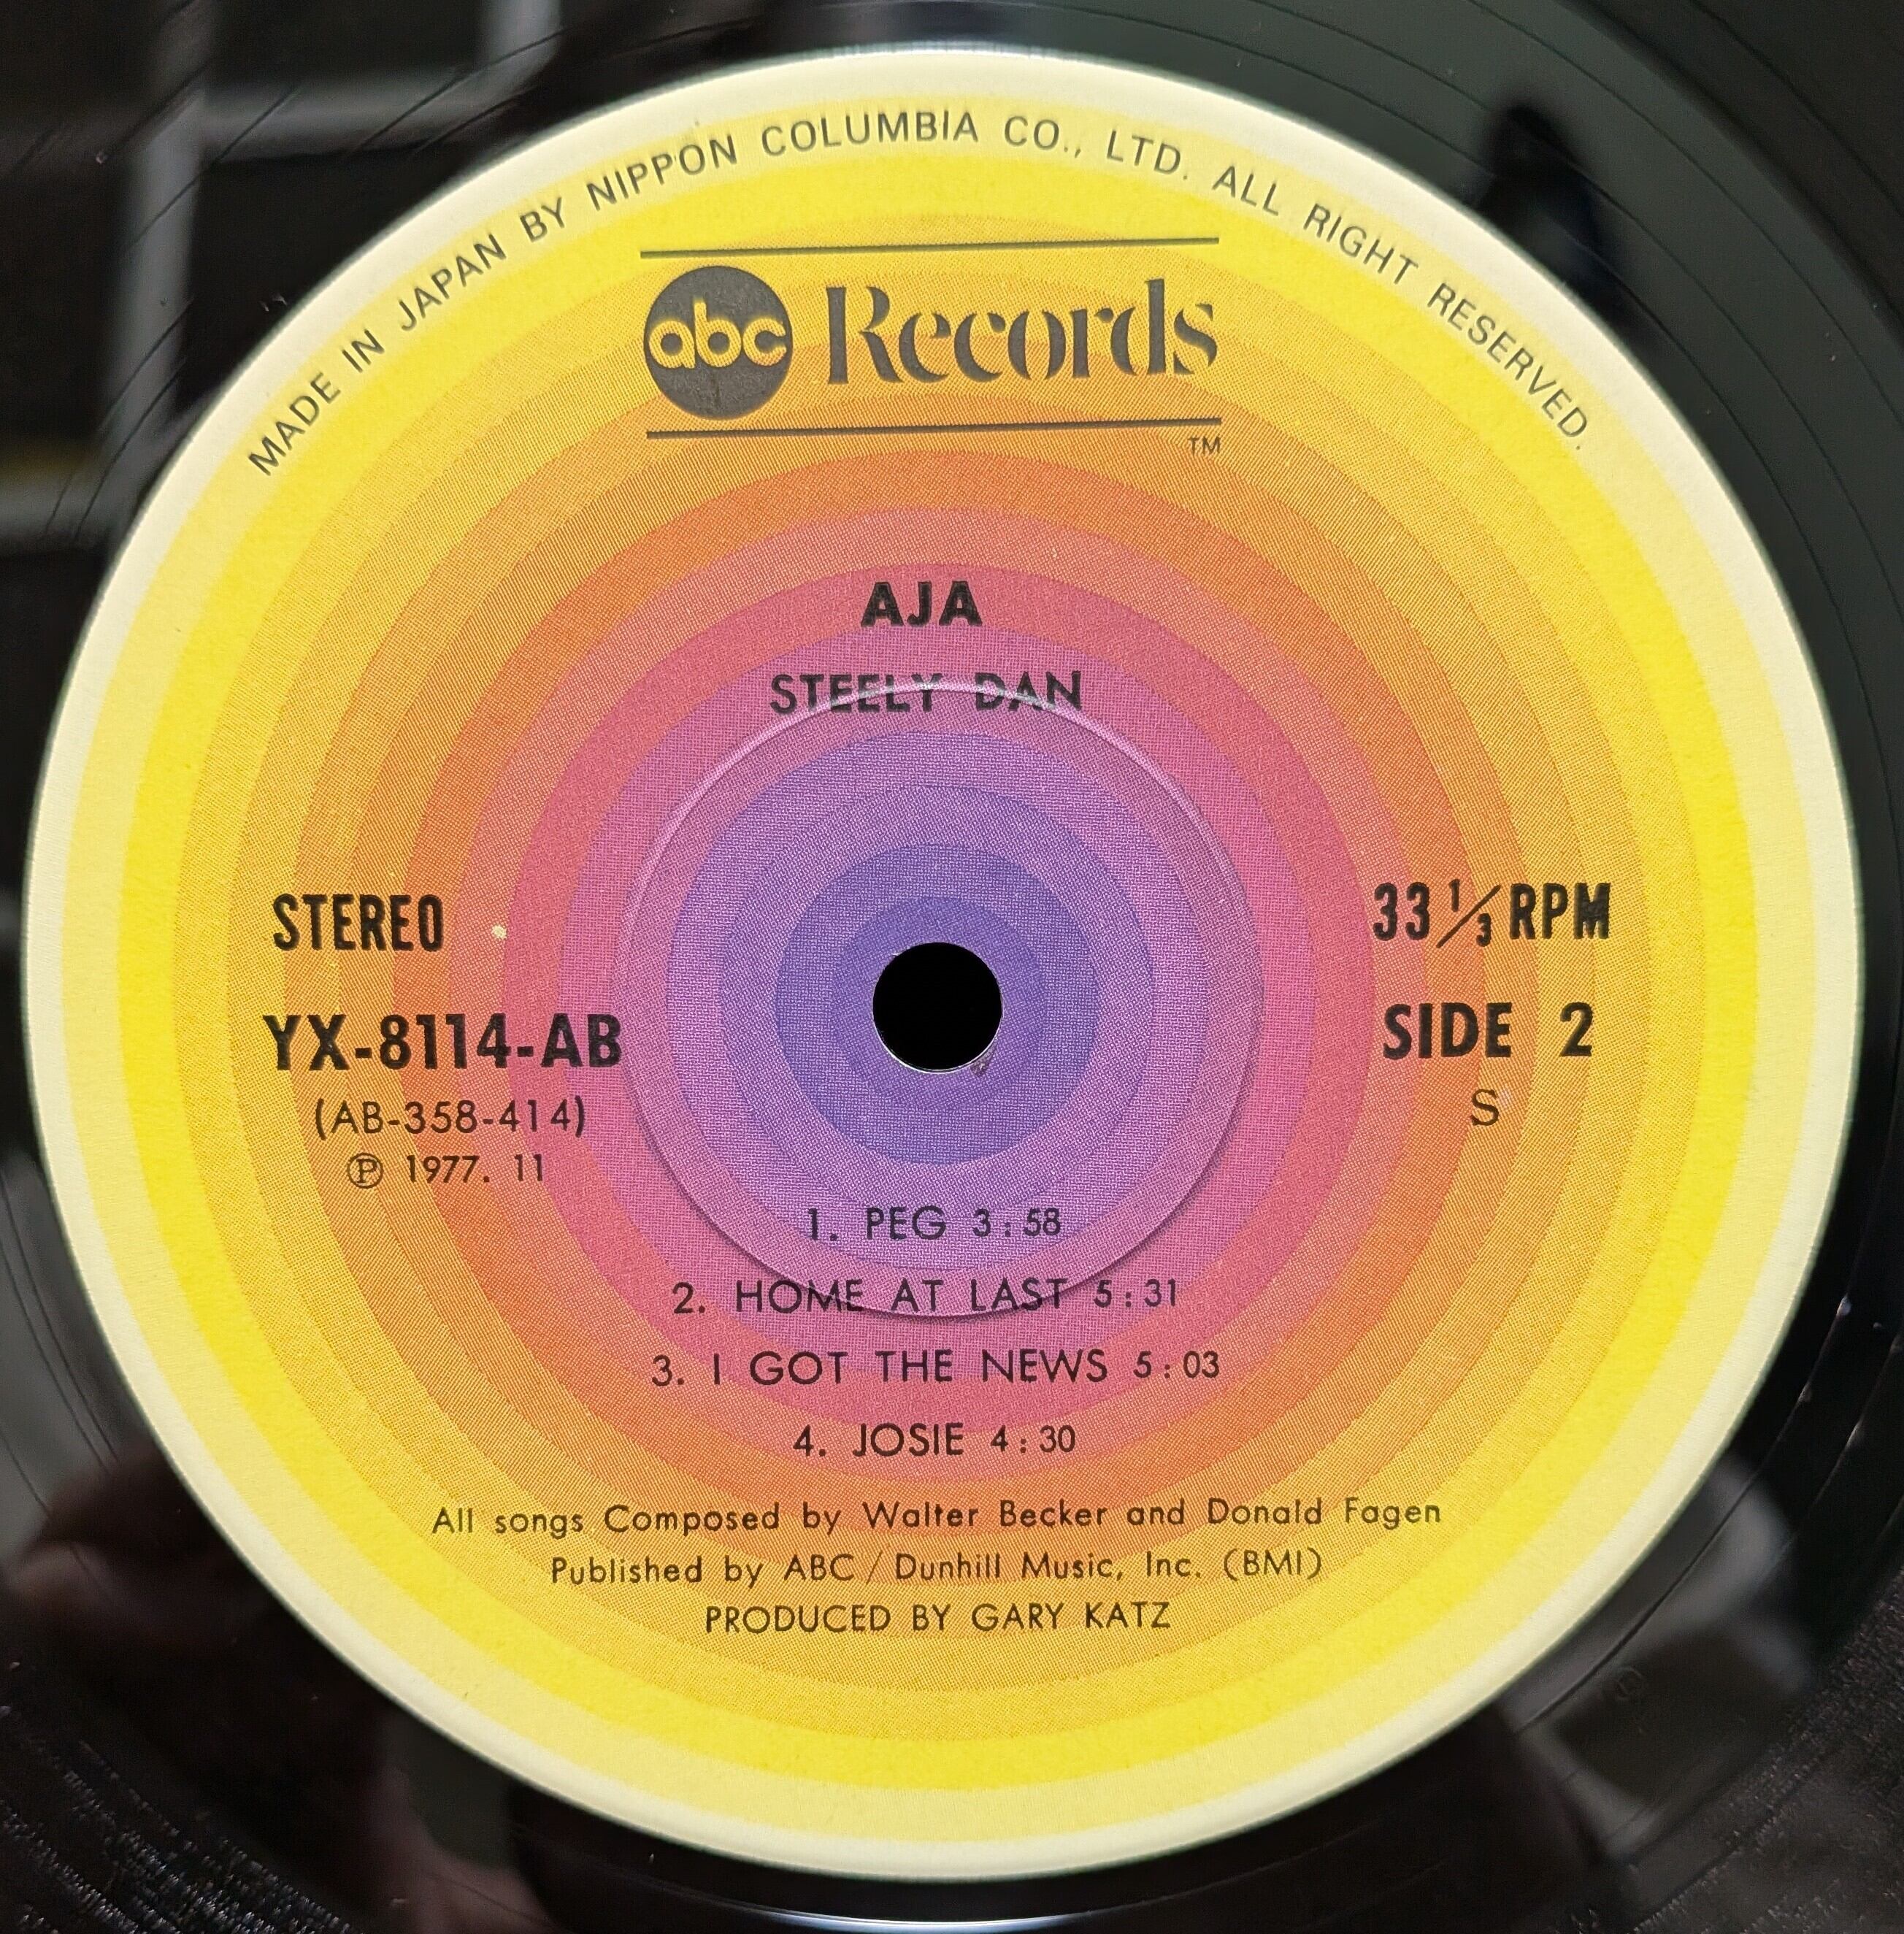 MADE IN JAPAN BY NIPPON COLUMBIA CO., LTD. ALL RIGHT RESERVED.
abc Records
TM
AJA
STEELY DAN
STEREO
33 1/3 RPM
YX-8114-AB
SIDE 2
(AB-358-414)
S
Ⓟ 1977. 11
1. PEG 3:58
2. HOME AT LAST 5:31
3. I GOT THE NEWS 5:03
4. JOSIE 4:30
All songs Composed by Walter Becker and Donald Fagen
Published by ABC / Dunhill Music, Inc. (BMI)
PRODUCED BY GARY KATZ